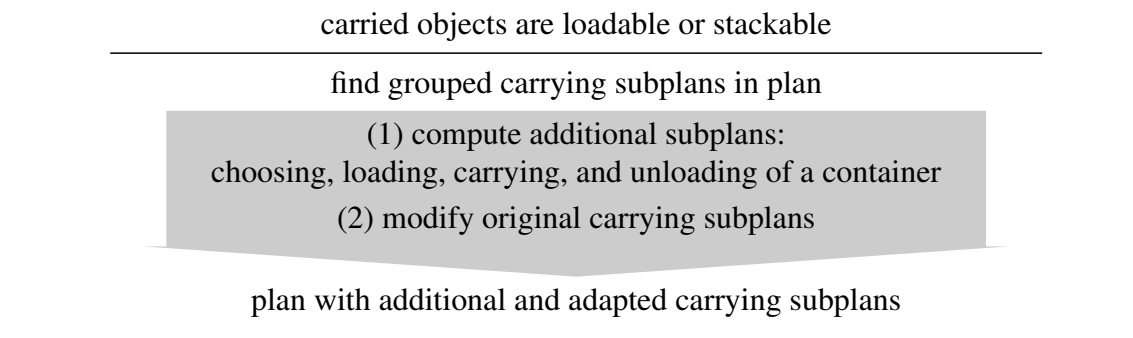 carried objects are loadable or stackable
find grouped carrying subplans in plan
(1) compute additional subplans:
choosing, loading, carrying, and unloading of a container
(2) modify original carrying subplans
plan with additional and adapted carrying subplans